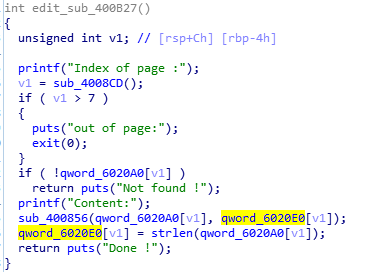 int edit_sub_400B27()
{
unsigned int v1; // [rsp+Ch] [rbp-4h]
printf("Index of page :");
v1 = sub_4008CD();
if ( v1 > 7 )
{
puts("out of page:");
exit(0);
}
if ( !qword_6020A0[v1] )
return puts("Not found !");
printf("Content:");
sub_400856(qword_6020A0[v1], qword_6020E0[v1]);
qword_6020E0[v1] = strlen(qword_6020A0[v1]);
return puts("Done !");
}